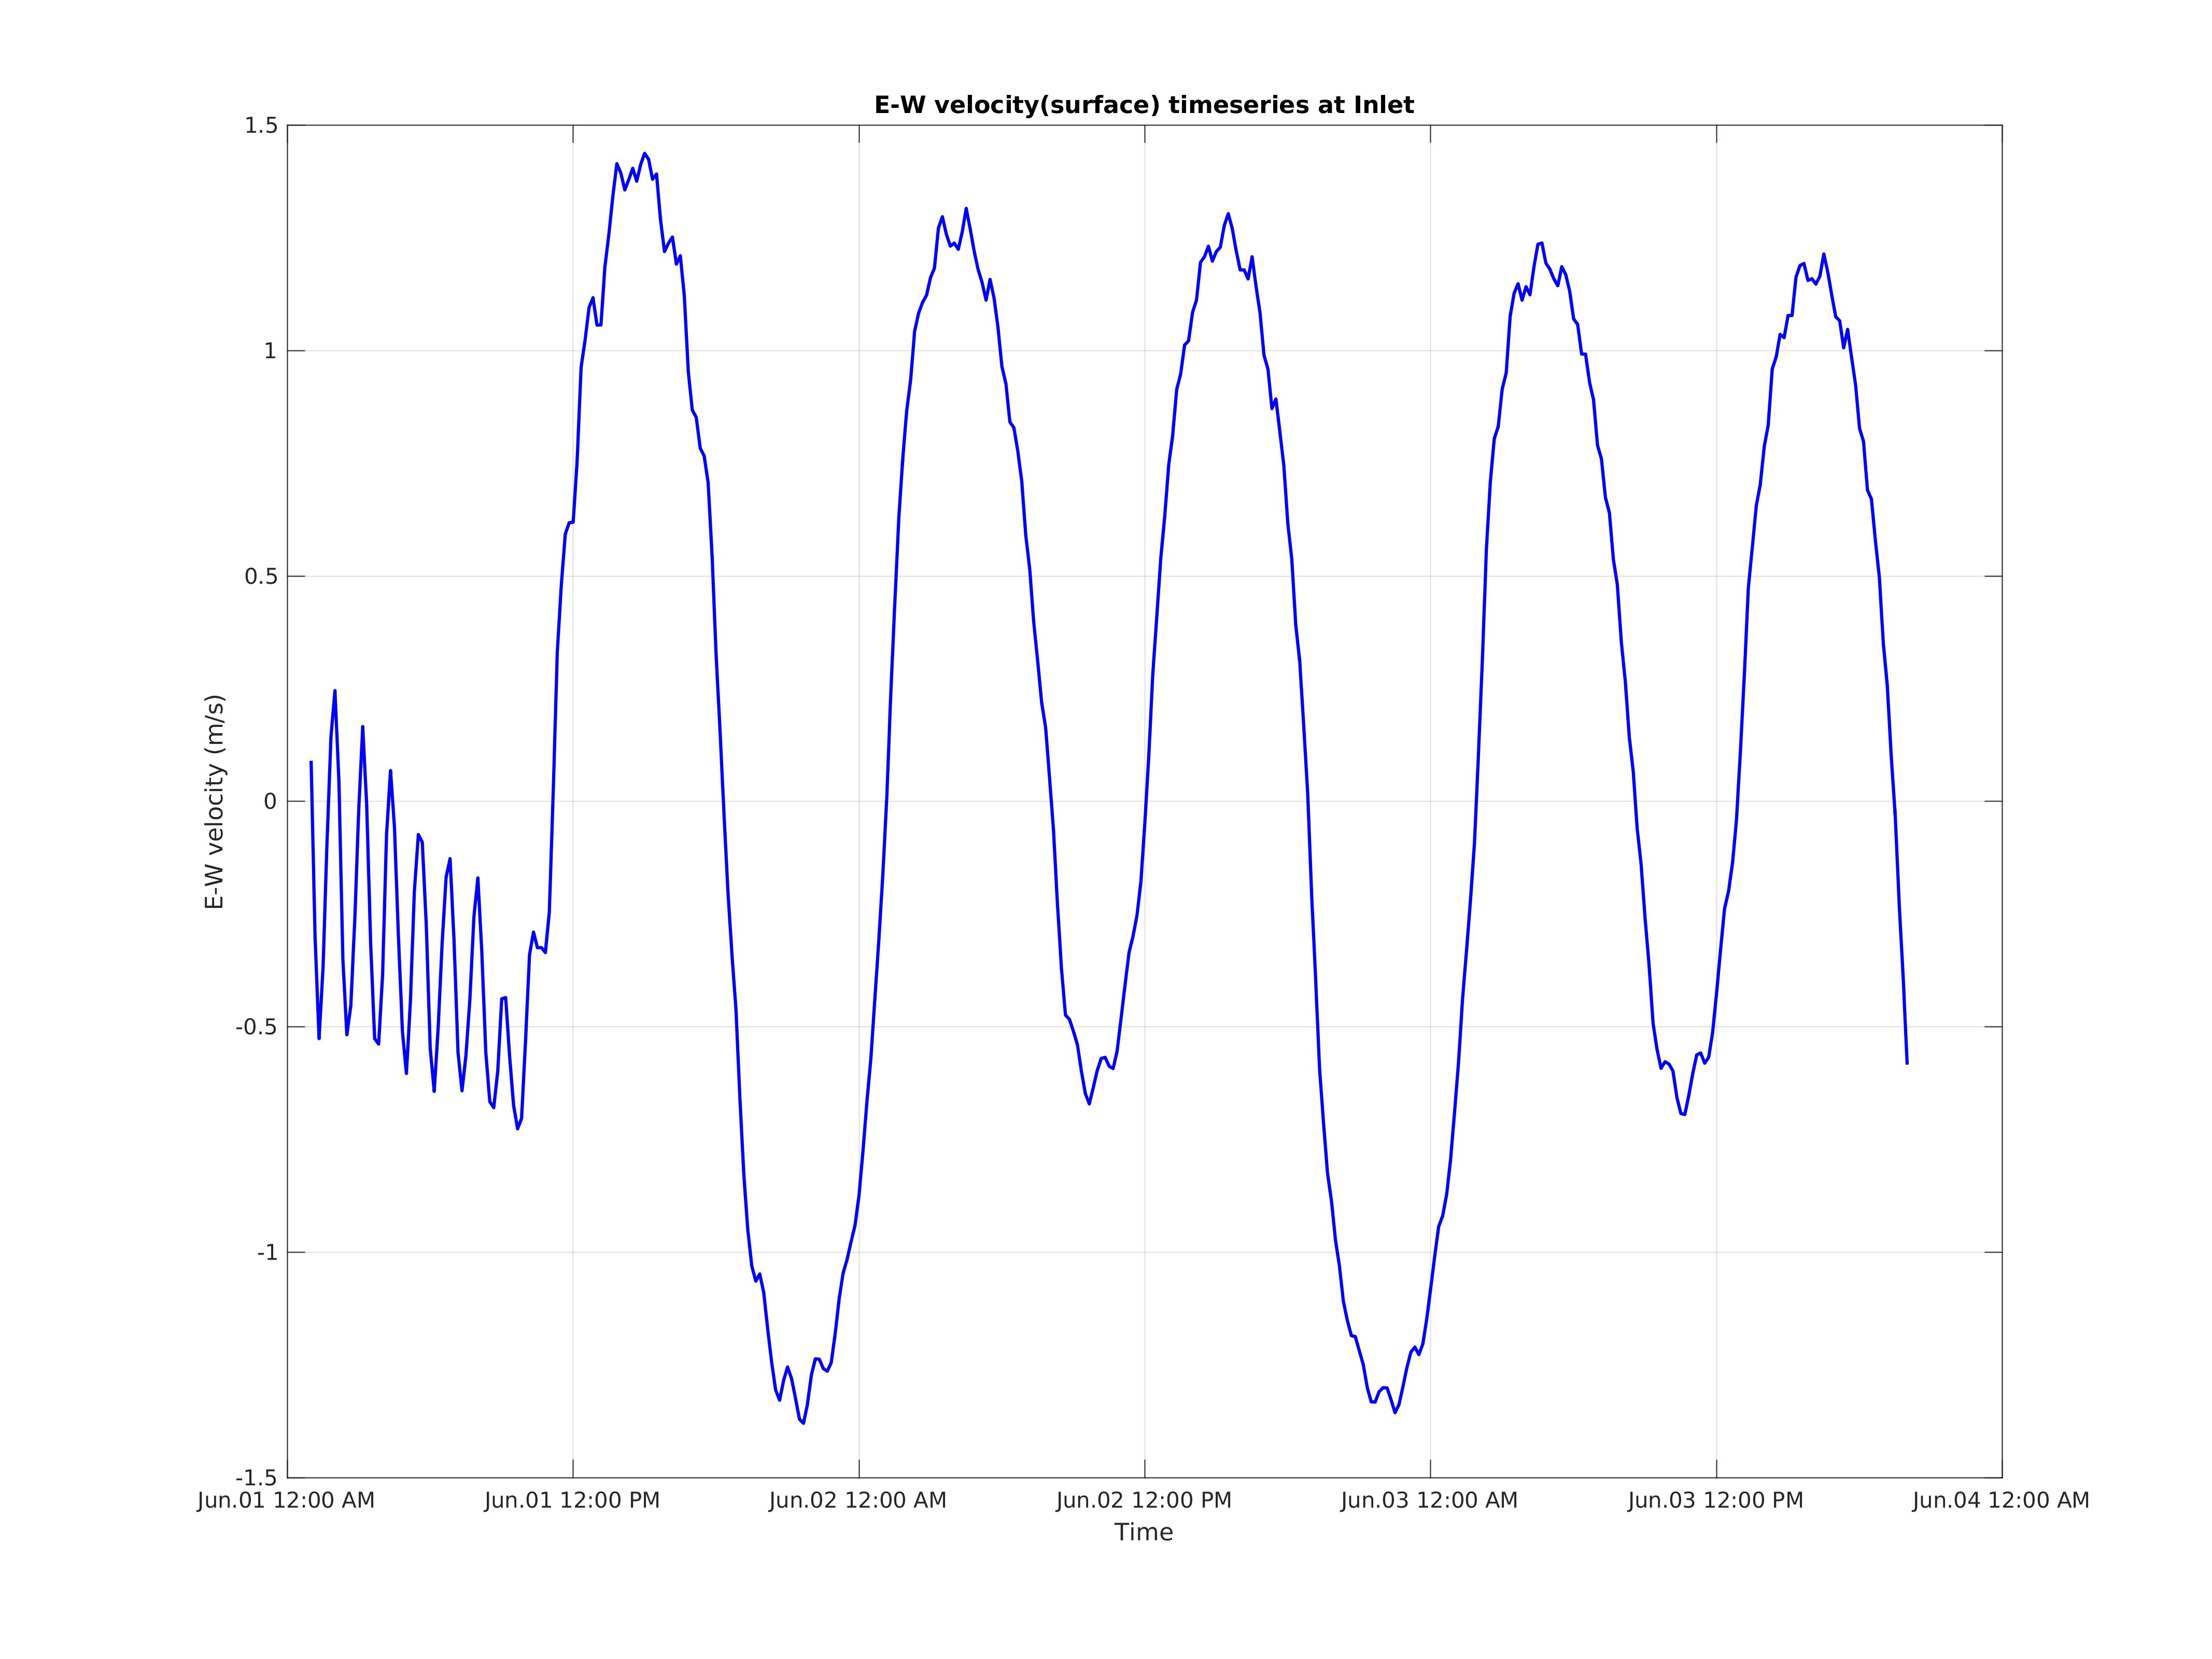 E-W velocity(surface) timeseries at Inlet
1.5
1
0.5
0
-0.5
-1
-1.5
E-W velocity (m/s)
Jun.01 12:00 AM Jun.01 12:00 PM Jun.02 12:00 AM Jun.02 12:00 PM Jun.03 12:00 AM Jun.03 12:00 PM Jun.04 12:00 AM
Time